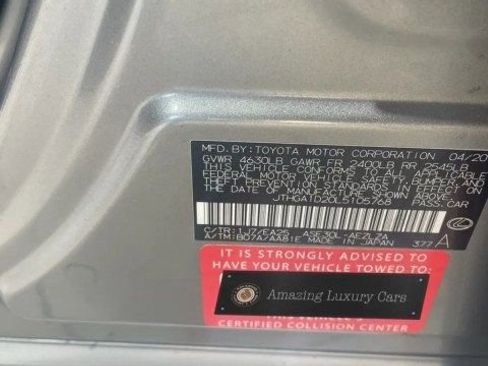 MFD. BY: TOYOTA MOTOR CORPORATION 04/20
GVWR 4630LB GAWR FR 2400LB RR 2545LB
THIS VEHICLE CONFORMS TO ALL APPLICABLE
FEDERAL MOTOR VEHICLE SAFETY, BUMPER, AND
THEFT PREVENTION STANDARDS IN EFFECT ON
THE DATE OF MANUFACTURE SHOWN ABOVE.
JTHGA1D20L5105768 PASS.CAR
C/TR: 1J7/EA25 ASE30L-AEZLZA
A/TM: B07A/AA81E MADE IN JAPAN 377 A
IT IS STRONGLY ADVISED TO
HAVE YOUR VEHICLE TOWED TO:
Amazing Luxury Cars
THIS VEHICLE'S
CERTIFIED COLLISION CENTER